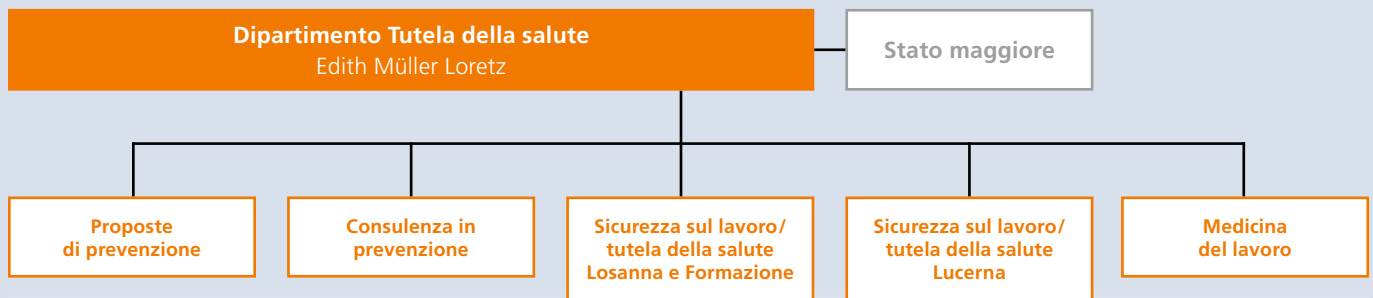 Dipartimento Tutela della salute
Edith Müller Loretz
Stato maggiore
Proposte
di prevenzione
Consulenza in
prevenzione
Sicurezza sul lavoro/
tutela della salute
Losanna e Formazione
Sicurezza sul lavoro/
tutela della salute
Lucerna
Medicina
del lavoro